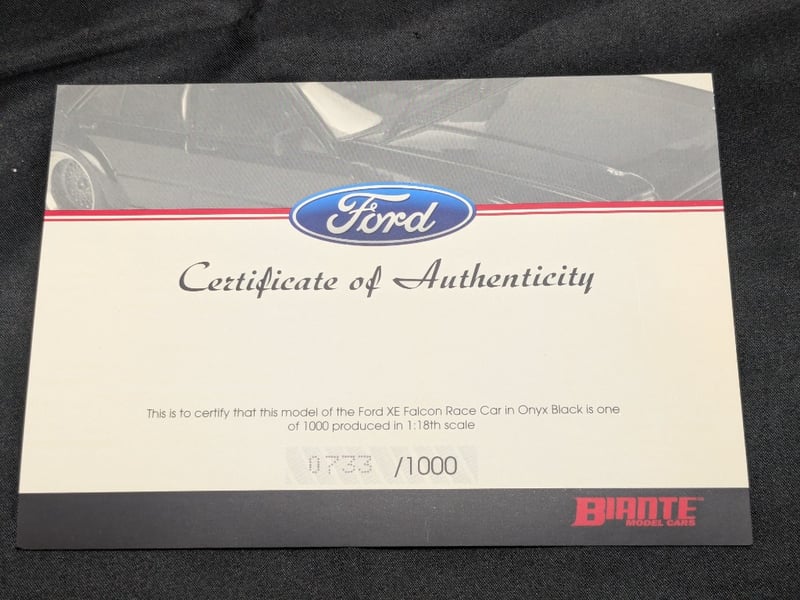 Ford
Certificate of Authenticity
This is to certify that this model of the Ford XE Falcon Race Car in Onyx Black is one
of 1000 produced in 1:18th scale
0733 /1000
BIANTE™
MODEL CARS